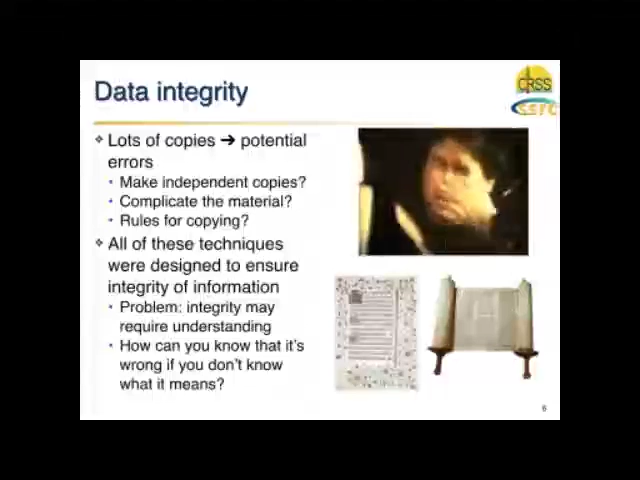 Data integrity
CRSS
SSRC
❖ Lots of copies ➔ potential
errors
• Make independent copies?
• Complicate the material?
• Rules for copying?
❖ All of these techniques
were designed to ensure
integrity of information
• Problem: integrity may
require understanding
• How can you know that it's
wrong if you don't know
what it means?
6